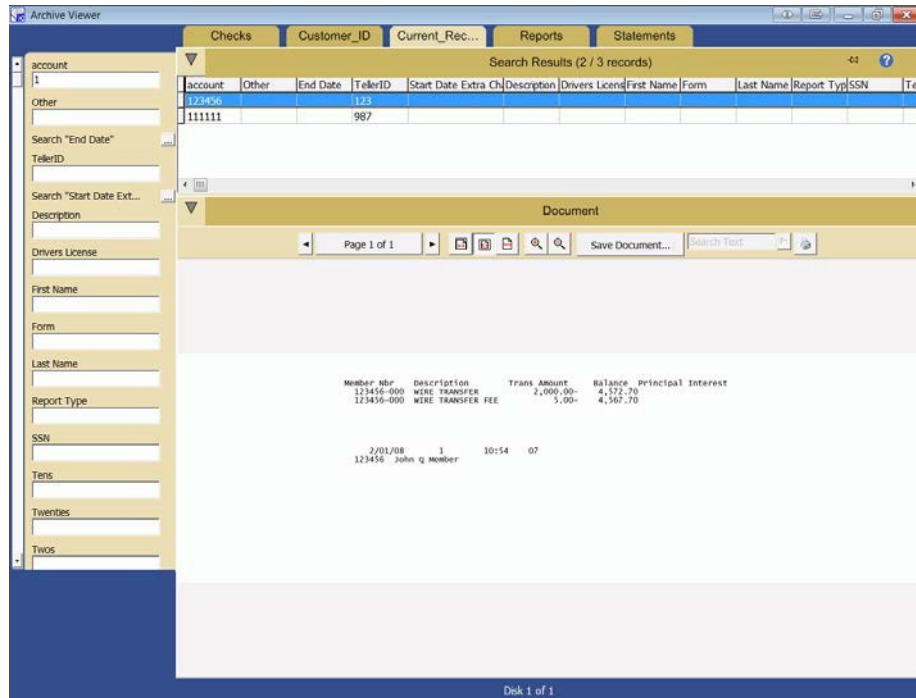 Archive Viewer
Checks Customer_ID Current_Rec... Reports Statements
account
1
Other
Search "End Date" ...
TellerID
Search "Start Date Ext... ...
Description
Drivers License
First Name
Form
Last Name
Report Type
SSN
Tens
Twenties
Twos
Search Results (2 / 3 records) ?
account Other End Date TellerID Start Date Extra Ch Description Drivers Licens First Name Form Last Name Report Typ SSN Te
123456 123
111111 987
Document
Page 1 of 1 Save Document... Search Text
Member Nbr Description Trans Amount Balance Principal Interest
123456-000 WIRE TRANSFER 2,000.00- 4,572.70
123456-000 WIRE TRANSFER FEE 5.00- 4,567.70
2/01/08 1 10:54 07
123456 John Q Member
Disk 1 of 1